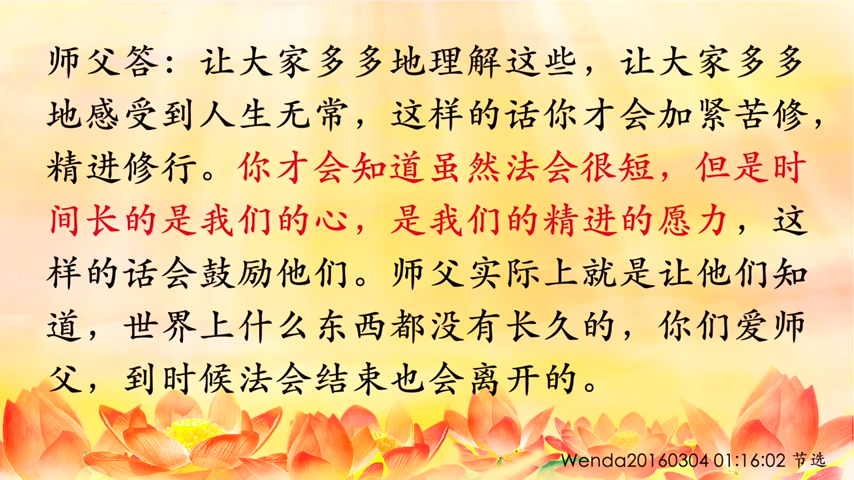 师父答：让大家多多地理解这些，让大家多多
地感受到人生无常，这样的话你才会加紧苦修，
精进修行。你才会知道虽然法会很短，但是时
间长的是我们的心，是我们的精进的愿力，这
样的话会鼓励他们。师父实际上就是让他们知
道，世界上什么东西都没有长久的，你们爱师
父，到时候法会结束也会离开的。
Wenda20160304 01:16:02 节选